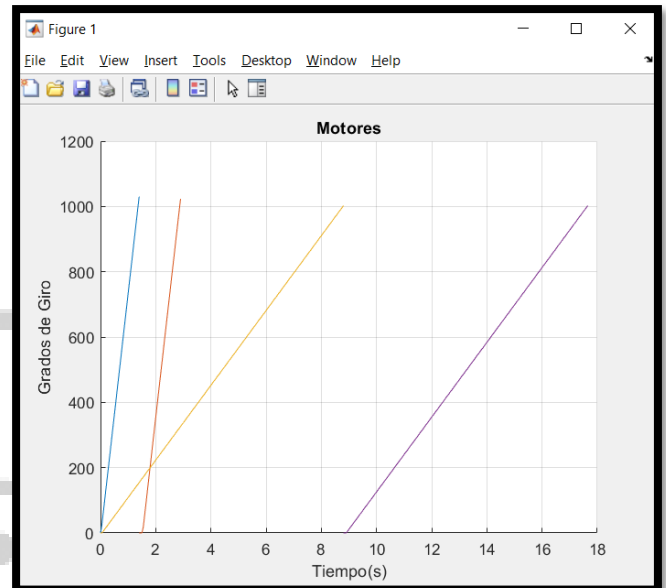 Figure 1
File Edit View Insert Tools Desktop Window Help
Motores
1200
1000
800
600
400
200
0
Grados de Giro
0 2 4 6 8 10 12 14 16 18
Tiempo(s)